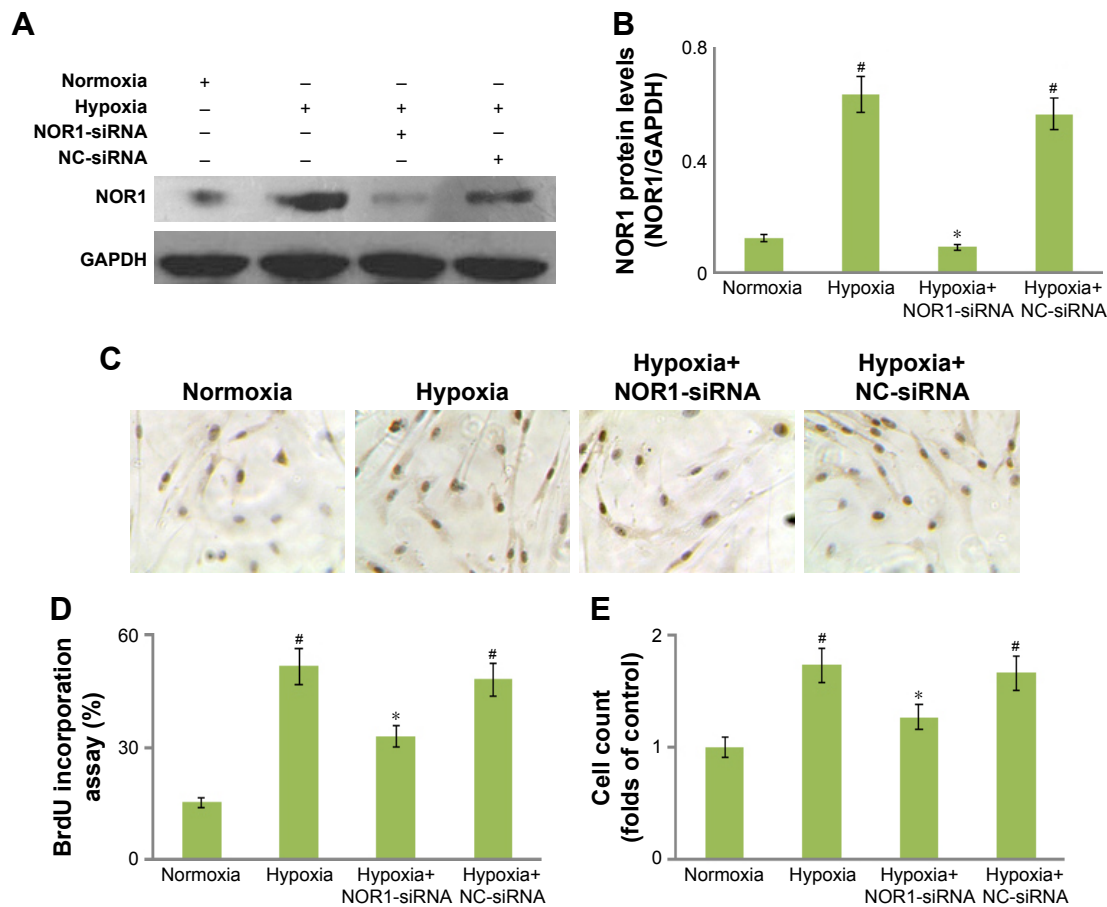 A
Normoxia + – – –
Hypoxia – + + +
NOR1-siRNA – – + –
NC-siRNA – – – +
NOR1
GAPDH
B
NOR1 protein levels
(NOR1/GAPDH)
0.8
0.4
0
#
*
#
Normoxia Hypoxia Hypoxia+ Hypoxia+
NOR1-siRNA NC-siRNA
C
Normoxia Hypoxia Hypoxia+ Hypoxia+
NOR1-siRNA NC-siRNA
D
BrdU incorporation
assay (%)
60
30
0
#
*
#
Normoxia Hypoxia Hypoxia+ Hypoxia+
NOR1-siRNA NC-siRNA
E
Cell count
(folds of control)
2
1
0
#
*
#
Normoxia Hypoxia Hypoxia+ Hypoxia+
NOR1-siRNA NC-siRNA